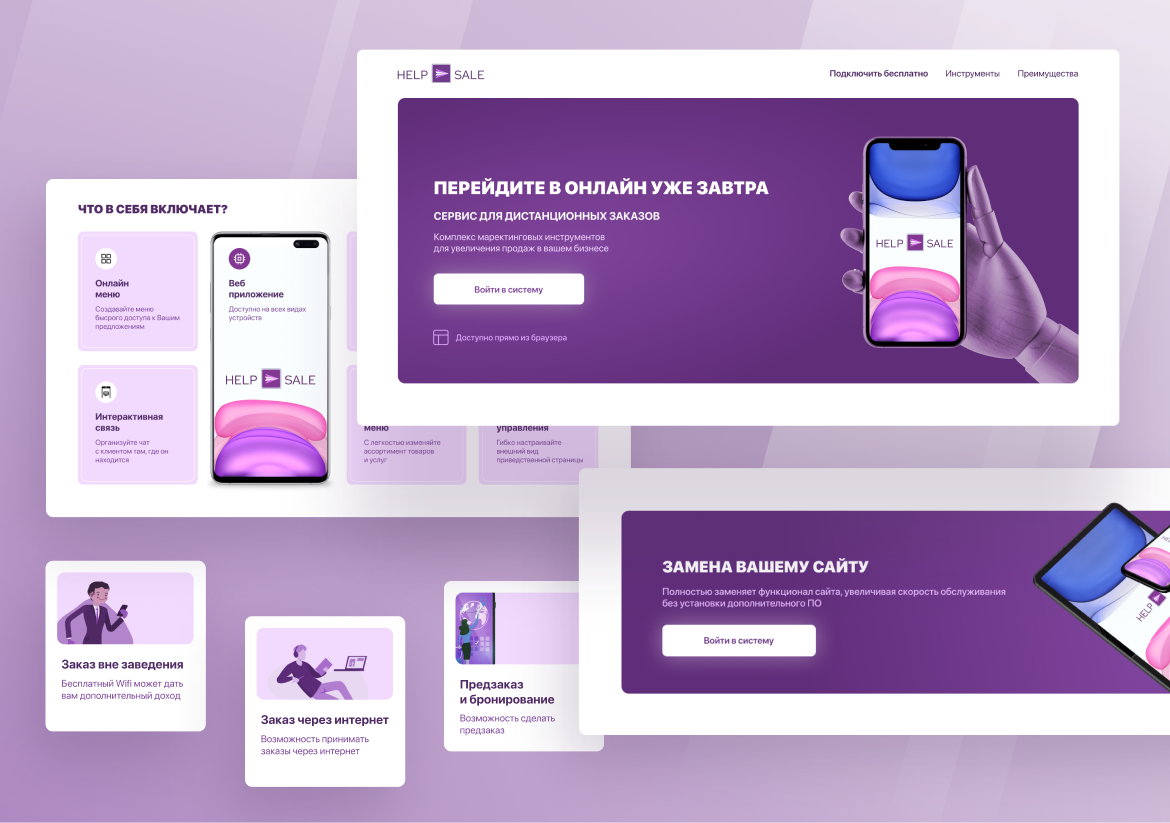 HELP SALE
Подключить бесплатно
Инструменты
Преимущества
ПЕРЕЙДИТЕ В ОНЛАЙН УЖЕ ЗАВТРА
СЕРВИС ДЛЯ ДИСТАНЦИОННЫХ ЗАКАЗОВ
Комплекс маректинговых инструментов
для увеличения продаж в вашем бизнесе
Войти в систему
Доступно прямо из браузера
HELP SALE
ЧТО В СЕБЯ ВКЛЮЧАЕТ?
Онлайн
меню
Создавайте меню
бысрого доступа к Вашим
предложениям
Веб
приложение
Доступно на всех видах
устройств
HELP SALE
Интерактивная
связь
Организуйте чат
с клиентом там, где он
находится
меню
С легкостью изменяйте
ассортимент товаров
и услуг
управления
Гибко настраивайте
внешний вид
приведственной страницы
ЗАМЕНА ВАШЕМУ САЙТУ
Полностью заменяет функционал сайта, увеличивая скорость обслуживания
без установки дополнительного ПО
Войти в систему
HELP
Заказ вне заведения
Бесплатный Wifi может дать
вам дополнительный доход
Заказ через интернет
Возможность принимать
заказы через интернет
Предзаказ
и бронирование
Возможность сделать
предзаказ